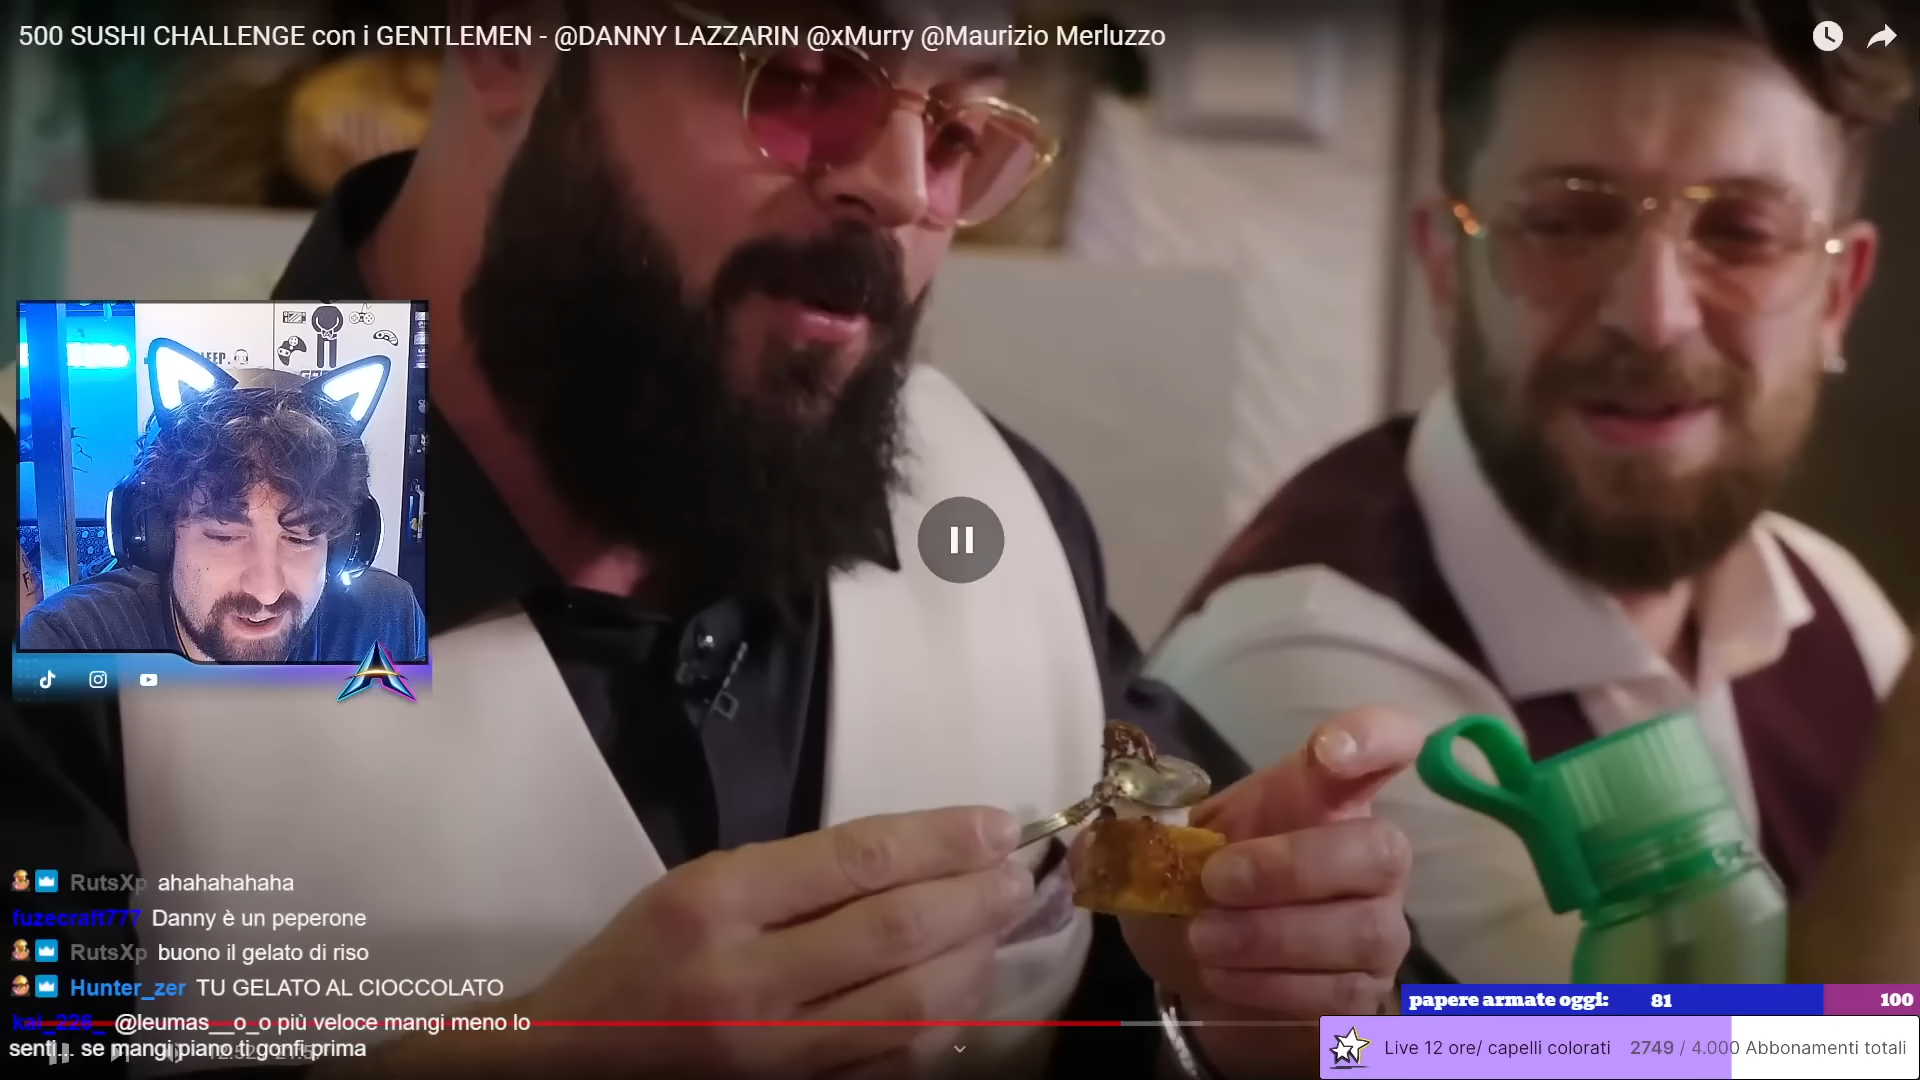 500 SUSHI CHALLENGE con i GENTLEMEN - @DANNY LAZZARIN @xMurry @Maurizio Merluzzo
RutsXp ahahahahaha
fuzecraft777 Danny è un peperone
RutsXp buono il gelato di riso
Hunter_zer TU GELATO AL CIOCCOLATO
kai_226_ @leumas__o_o più veloce mangi meno lo
senti... se mangi piano ti gonfi prima
papere armate oggi: 81 100
Live 12 ore/ capelli colorati 2749 / 4.000 Abbonamenti totali